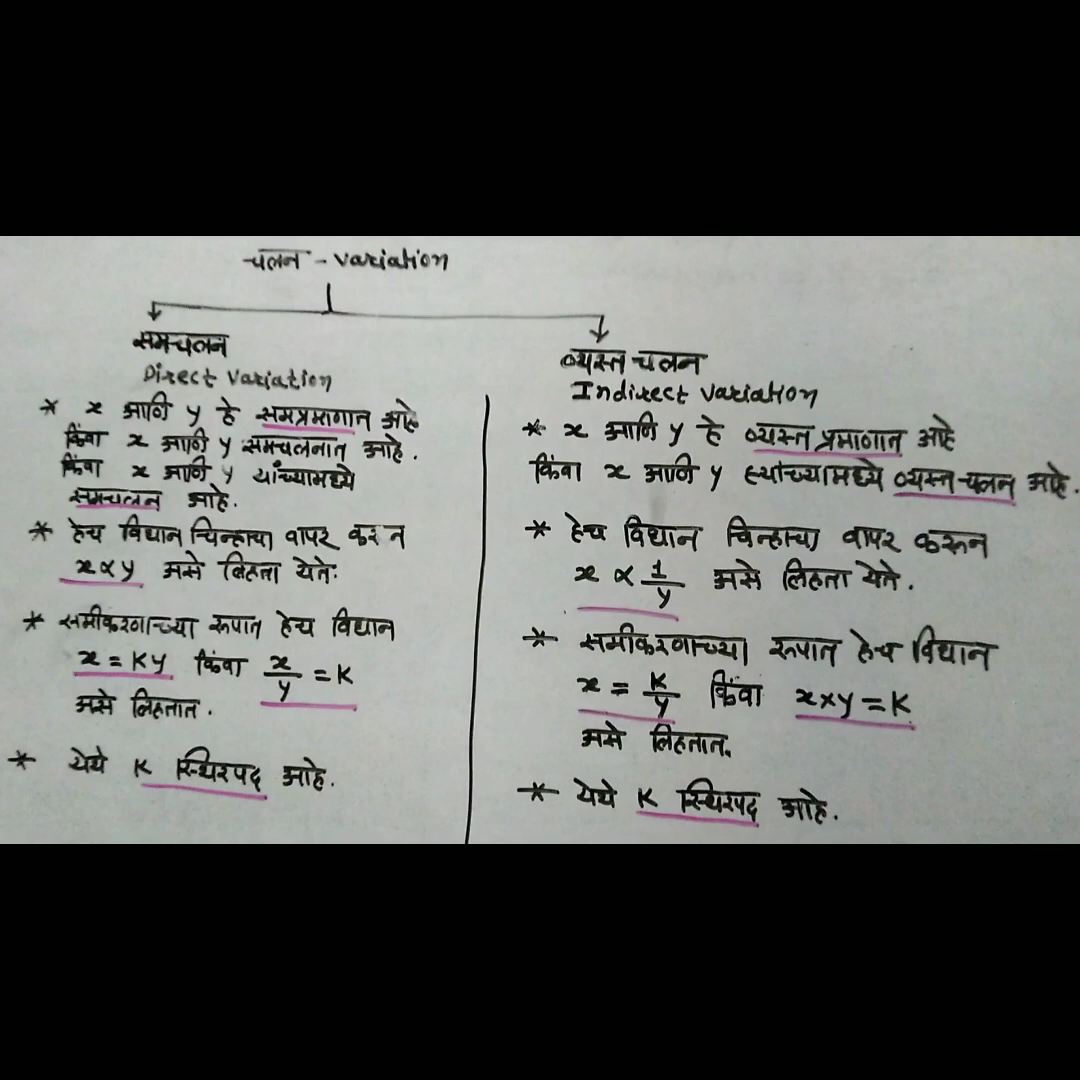 चलन - variation
समचलन
Direct variation
* x आणि y हे समप्रमाणात आहे
किंवा x आणि y समचलनात आहे.
किंवा x आणि y यांच्यामध्ये
समचलन आहे.
* हेच विधान चिन्हाचा वापर करून
x ∝ y असे लिहता येते.
* समीकरणाच्या रूपात हेच विधान
x = Ky किंवा x/y = K
असे लिहतात.
* येथे K स्थिरपद आहे.
व्यस्त चलन
Indirect variation
* x आणि y हे व्यस्त प्रमाणात आहे
किंवा x आणि y त्यांच्यामध्ये व्यस्त चलन आहे.
* हेच विधान चिन्हाचा वापर करून
x ∝ 1/y असे लिहता येते.
* समीकरणाच्या रूपात हेच विधान
x = K/y किंवा x×y = K
असे लिहतात.
* येथे K स्थिरपद आहे.